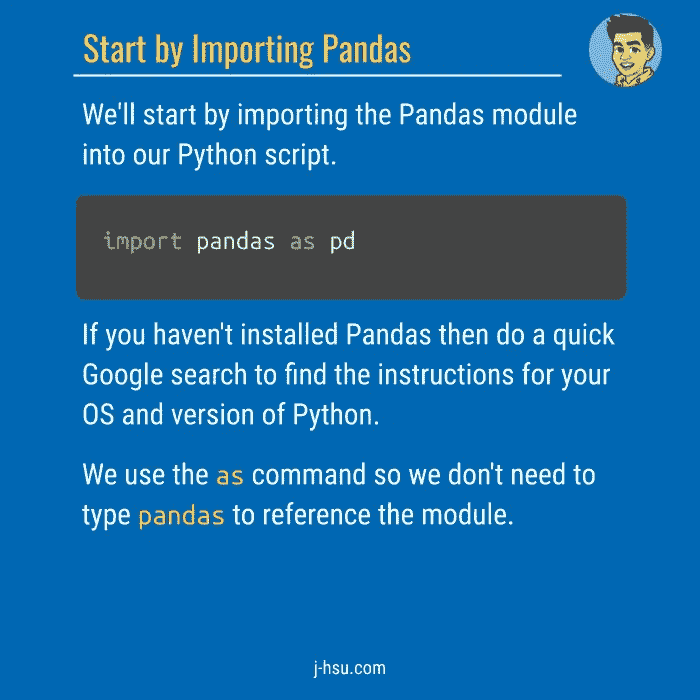 Start by Importing Pandas
We'll start by importing the Pandas module
into our Python script.
import pandas as pd
If you haven't installed Pandas then do a quick
Google search to find the instructions for your
OS and version of Python.
We use the as command so we don't need to
type pandas to reference the module.
j-hsu.com